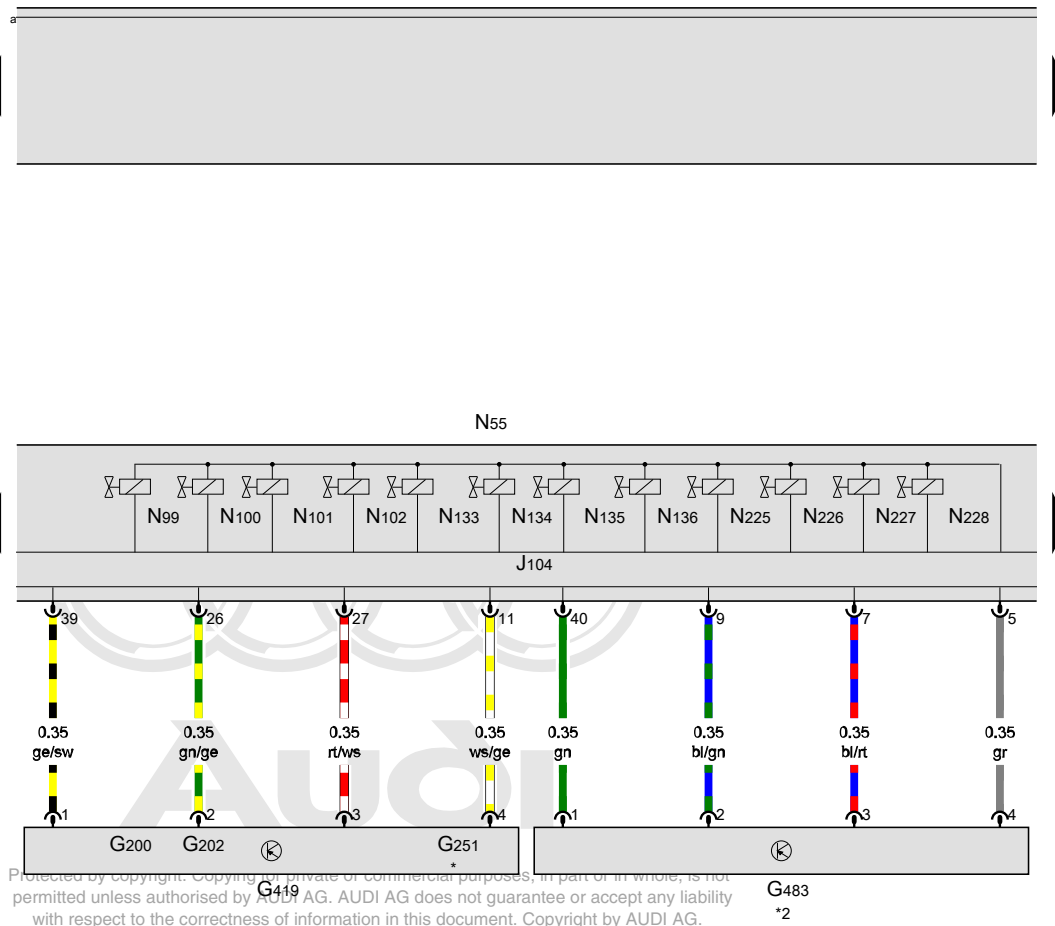 a
N55
N99 N100 N101 N102 N133 N134 N135 N136 N225 N226 N227 N228
J104
39 26 27 11 40 9 7 5
0.35 0.35 0.35 0.35 0.35 0.35 0.35 0.35
ge/sw gn/ge rt/ws ws/ge gn bl/gn bl/rt gr
Audi
1 2 3 4 1 2 3 4
G200 G202 G251
*
G419 G483
*2
Protected by copyright. Copying for private or commercial purposes, in part or in whole, is not
permitted unless authorised by AUDI AG. AUDI AG does not guarantee or accept any liability
with respect to the correctness of information in this document. Copyright by AUDI AG.